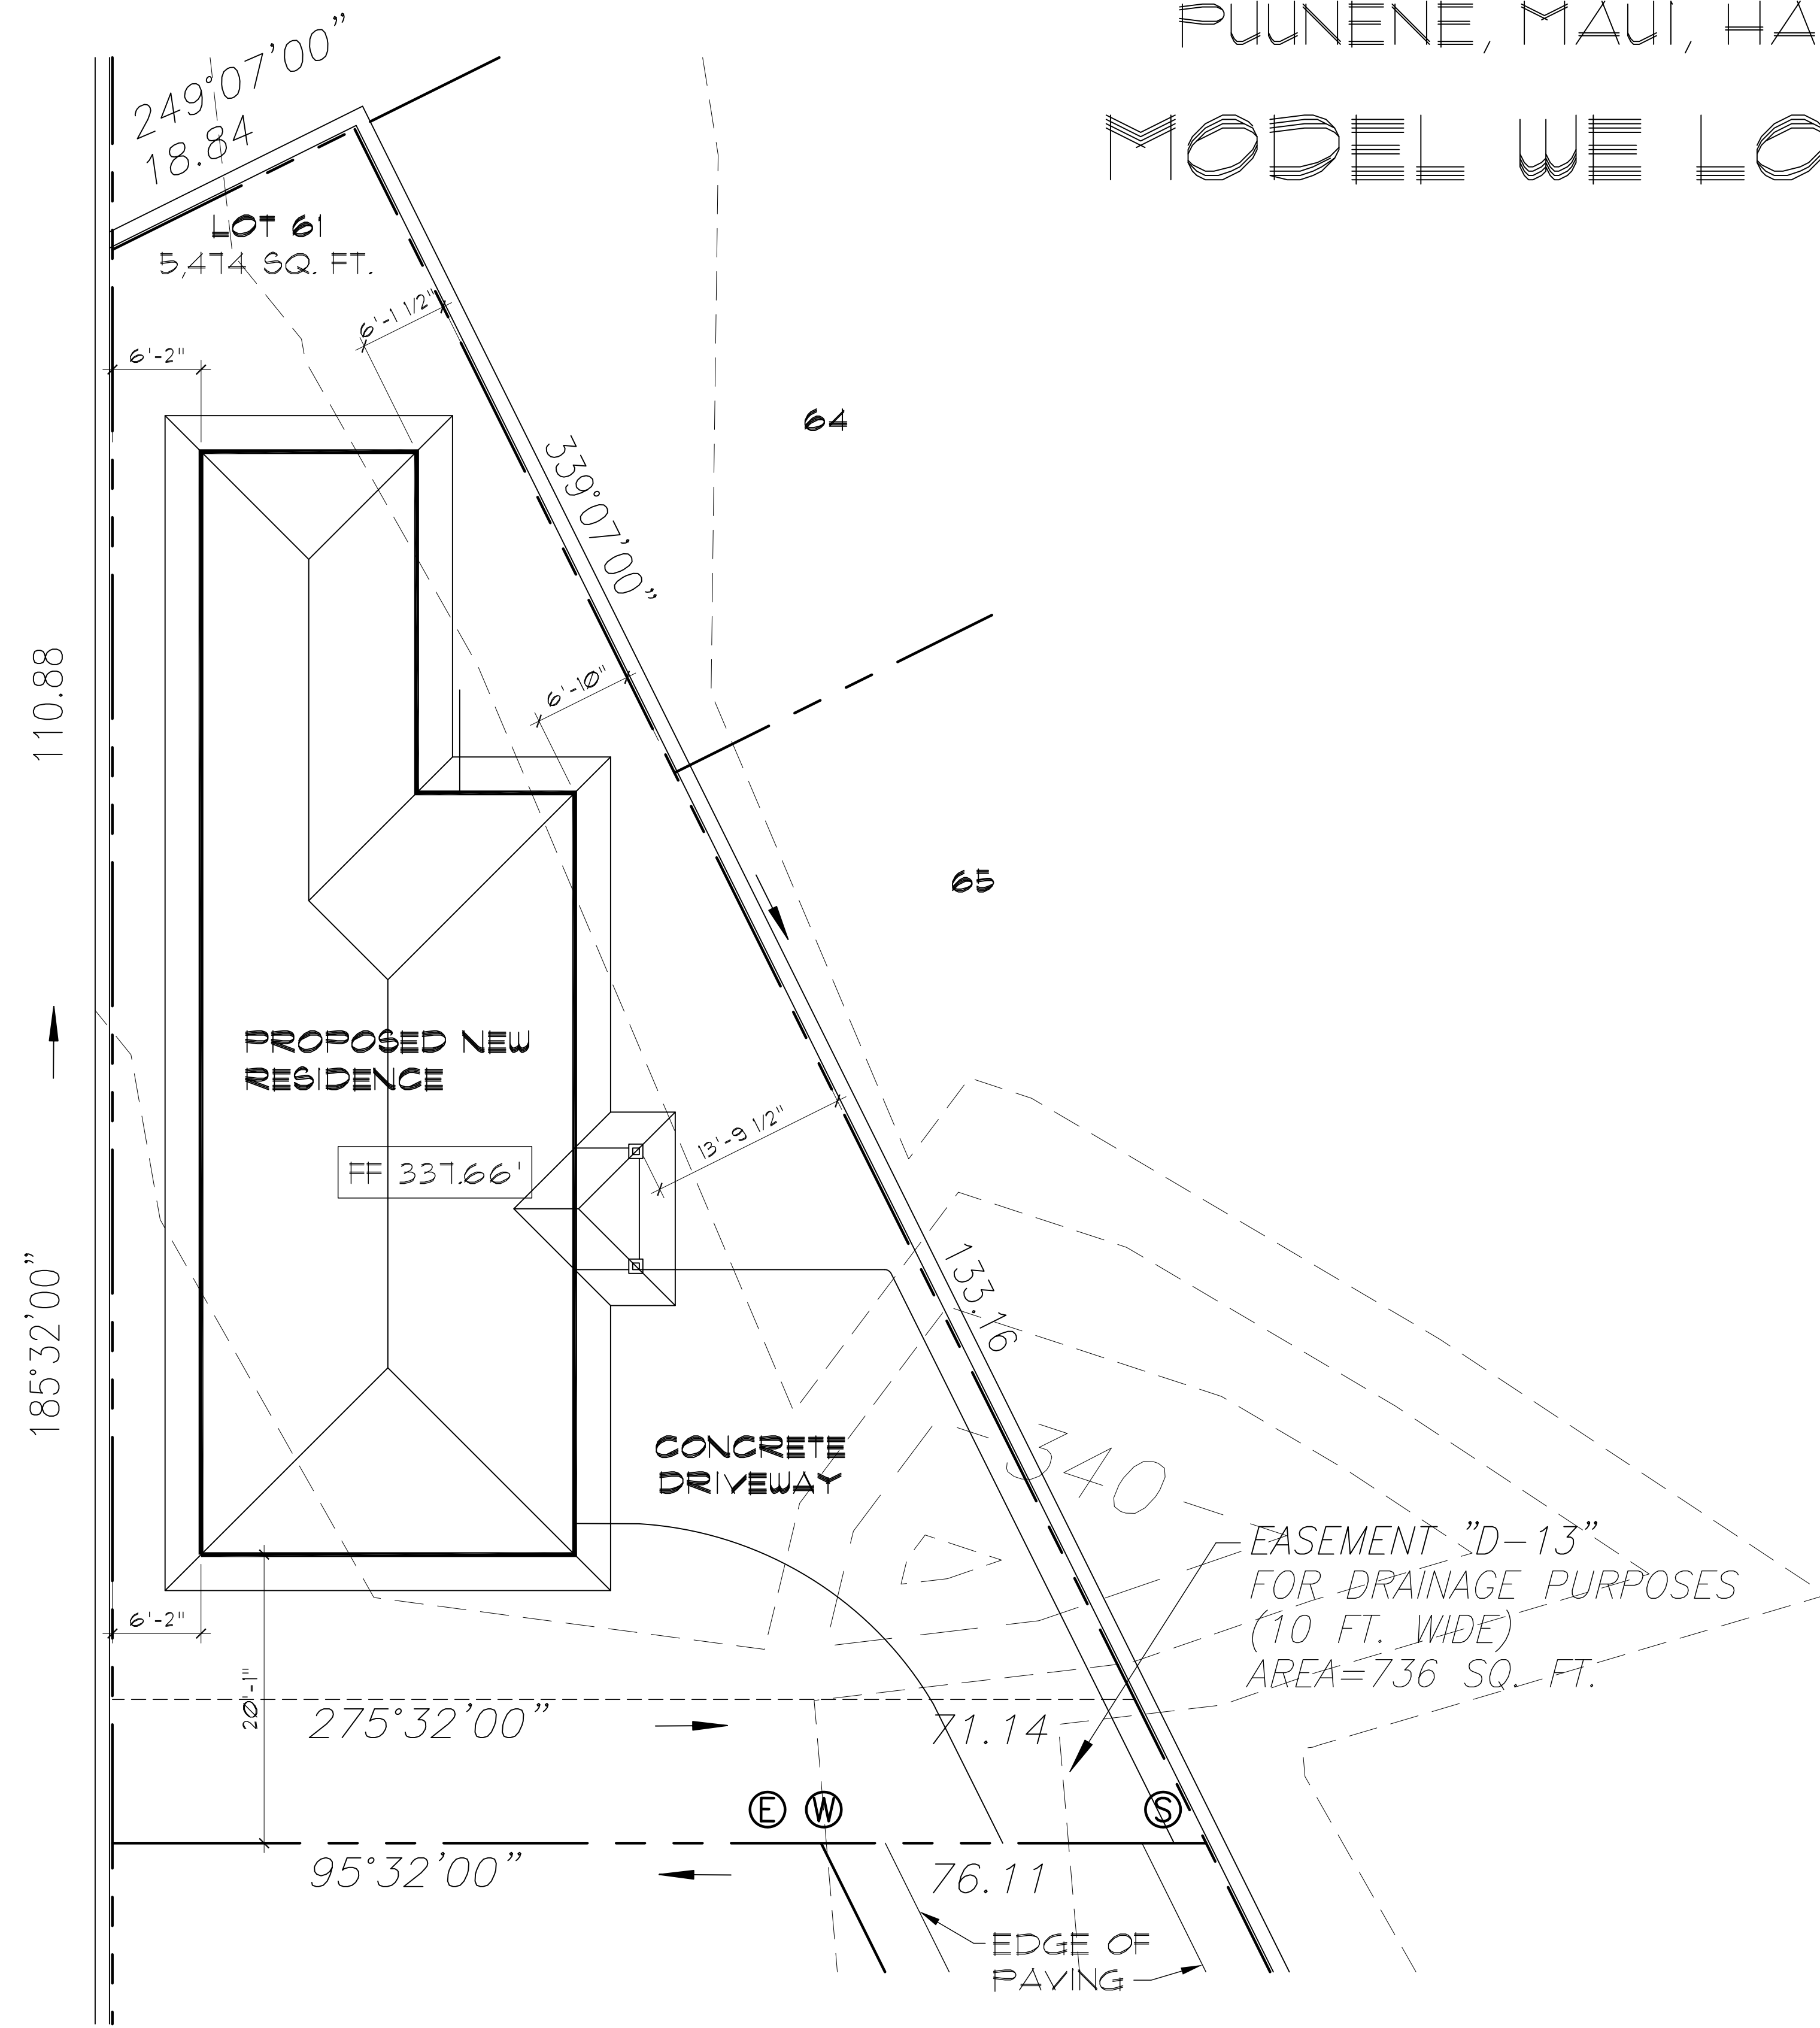 PUUNENE, MAUI, HA
MODEL WE LO
249°07'00"
18.84
LOT 61
5,474 SQ. FT.
6'-1 1/2"
6'-2"
64
339°07'00"
110.88
6'-10"
65
PROPOSED NEW
RESIDENCE
13'-9 1/2"
FF 337.66'
133.16
185°32'00"
CONCRETE
DRIVEWAY
340
EASEMENT "D-13"
FOR DRAINAGE PURPOSES
(10 FT. WIDE)
AREA=736 SQ. FT.
6'-2"
20'-1"
275°32'00"
71.14
E W S
95°32'00"
76.11
EDGE OF
PAVING